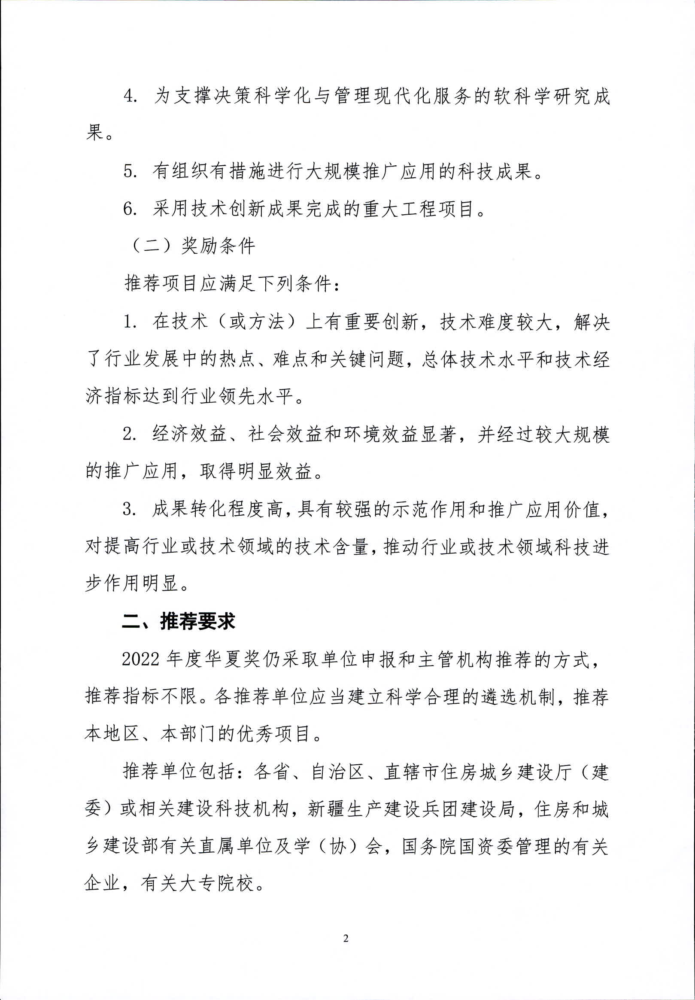 4. 为支撑决策科学化与管理现代化服务的软科学研究成
果。
5. 有组织有措施进行大规模推广应用的科技成果。
6. 采用技术创新成果完成的重大工程项目。
（二）奖励条件
推荐项目应满足下列条件：
1. 在技术（或方法）上有重要创新，技术难度较大，解决
了行业发展中的热点、难点和关键问题，总体技术水平和技术经
济指标达到行业领先水平。
2. 经济效益、社会效益和环境效益显著，并经过较大规模
的推广应用，取得明显效益。
3. 成果转化程度高，具有较强的示范作用和推广应用价值，
对提高行业或技术领域的技术含量，推动行业或技术领域科技进
步作用明显。
二、推荐要求
2022 年度华夏奖仍采取单位申报和主管机构推荐的方式，
推荐指标不限。各推荐单位应当建立科学合理的遴选机制，推荐
本地区、本部门的优秀项目。
推荐单位包括：各省、自治区、直辖市住房城乡建设厅（建
委）或相关建设科技机构，新疆生产建设兵团建设局，住房和城
乡建设部有关直属单位及学（协）会，国务院国资委管理的有关
企业，有关大专院校。
2